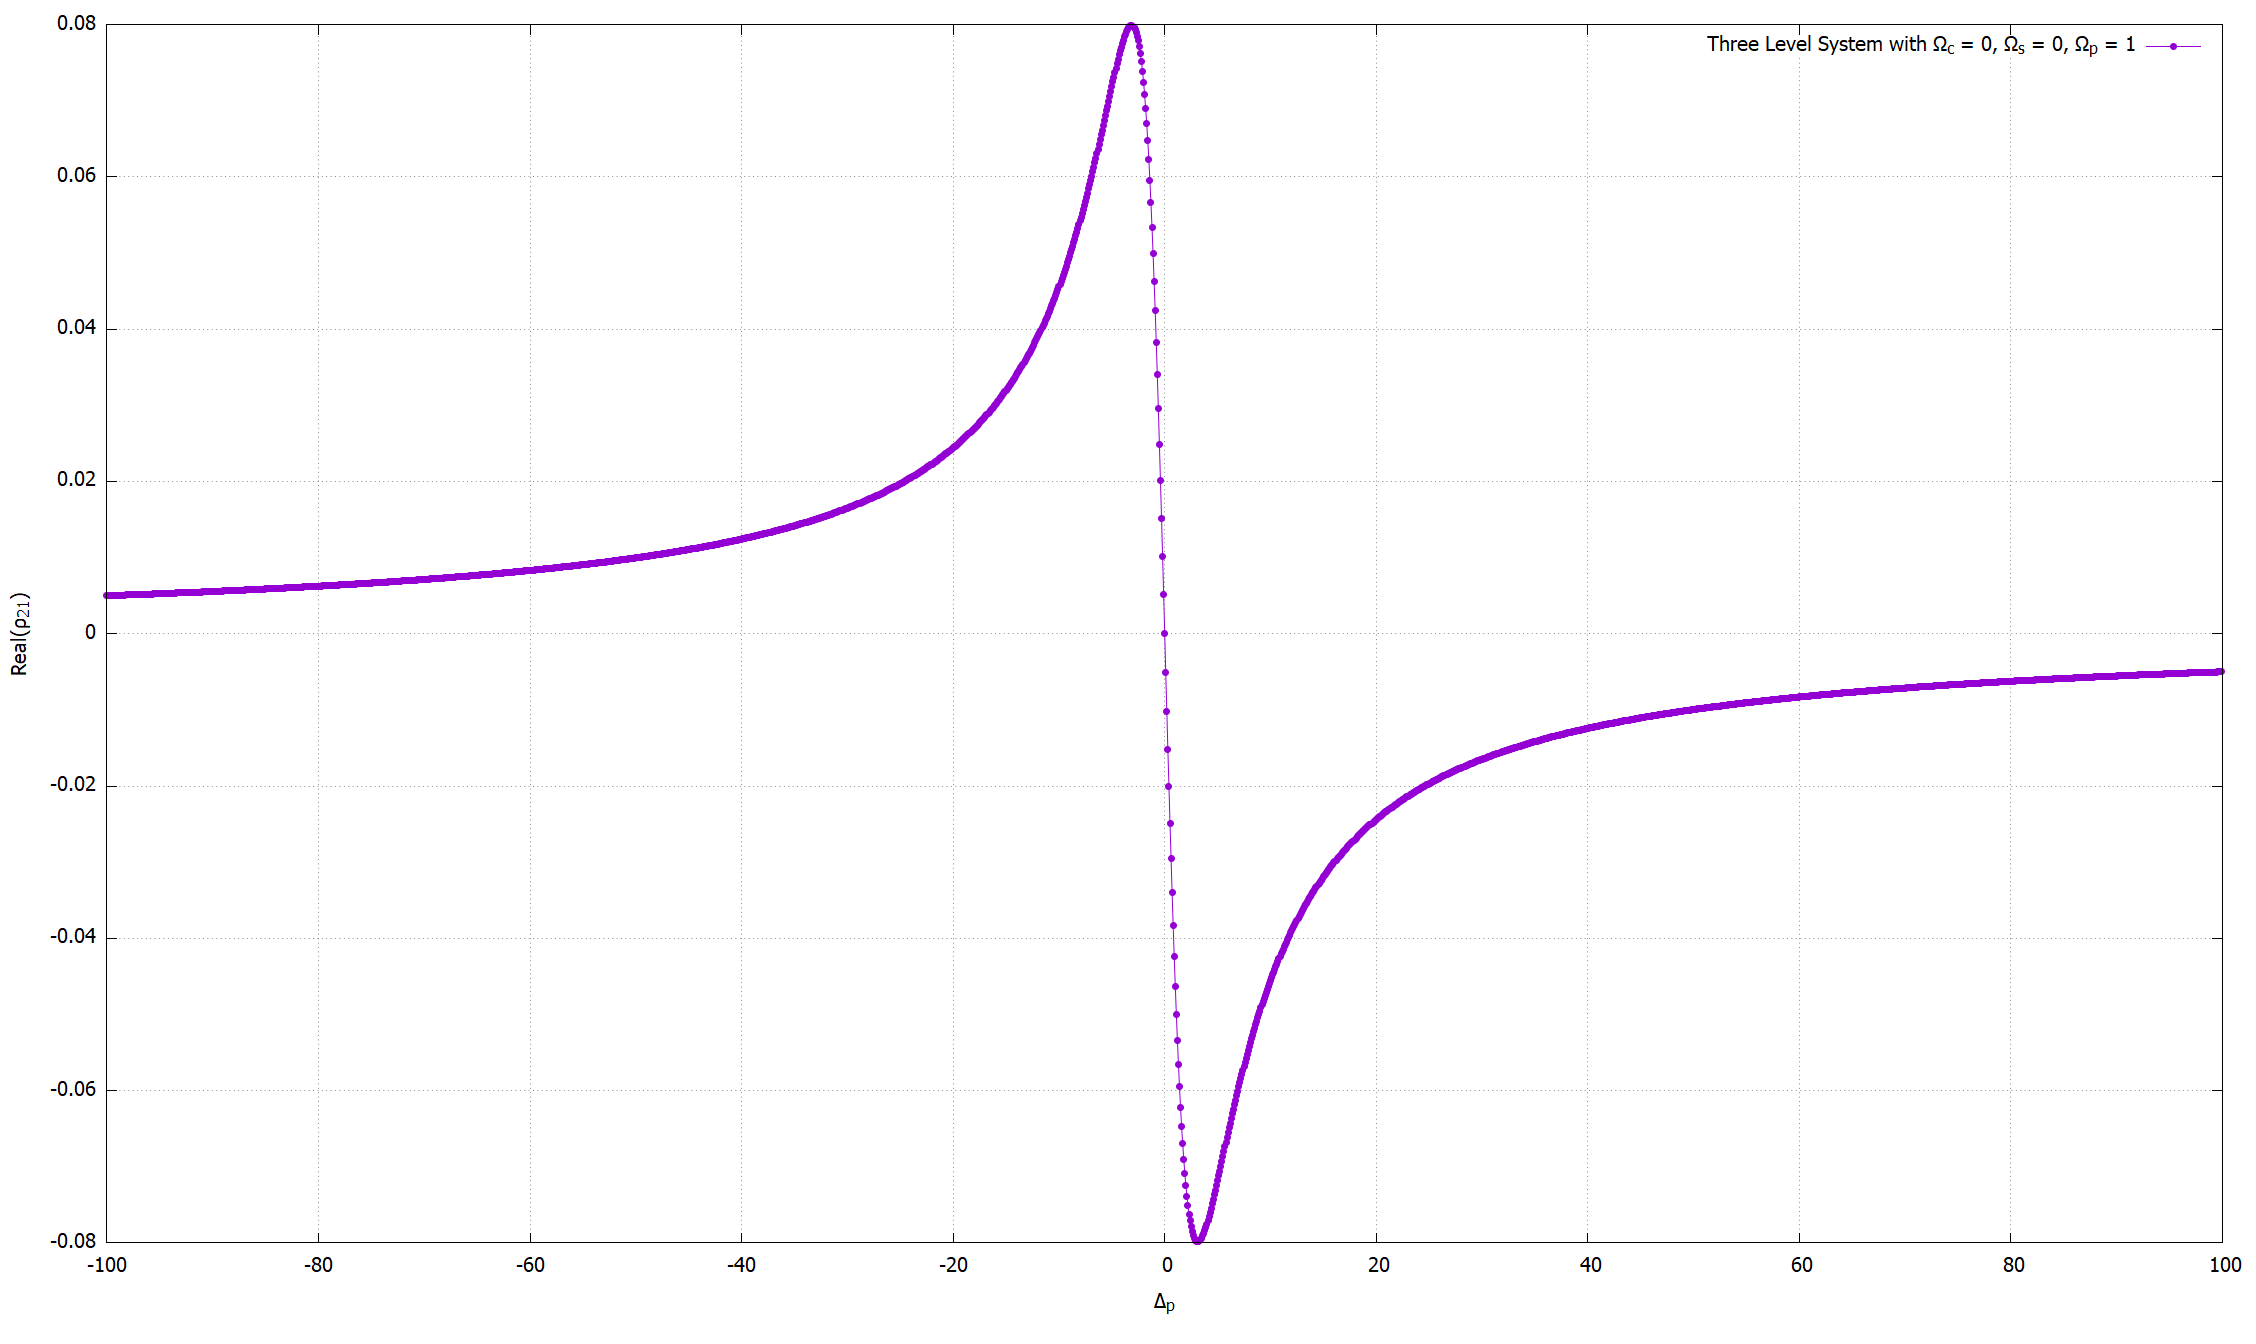 0.08
Three Level System with Ωc = 0, Ωs = 0, Ωp = 1
0.06
0.04
0.02
0
-0.02
-0.04
-0.06
-0.08
Real(ρ21)
-100 -80 -60 -40 -20 0 20 40 60 80 100
Δp